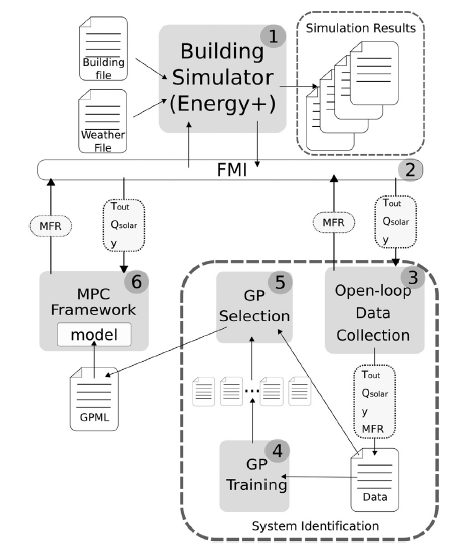 1
Simulation Results
Building
Simulator
(Energy+)
Building
file
Weather
File
FMI
2
MFR
Tout
Qsolar
y
MFR
Tout
Qsolar
y
6
MPC
Framework
model
GPML
5
GP
Selection
3
Open-loop
Data
Collection
Tout
Qsolar
y
MFR
...
4
GP
Training
Data
System Identification